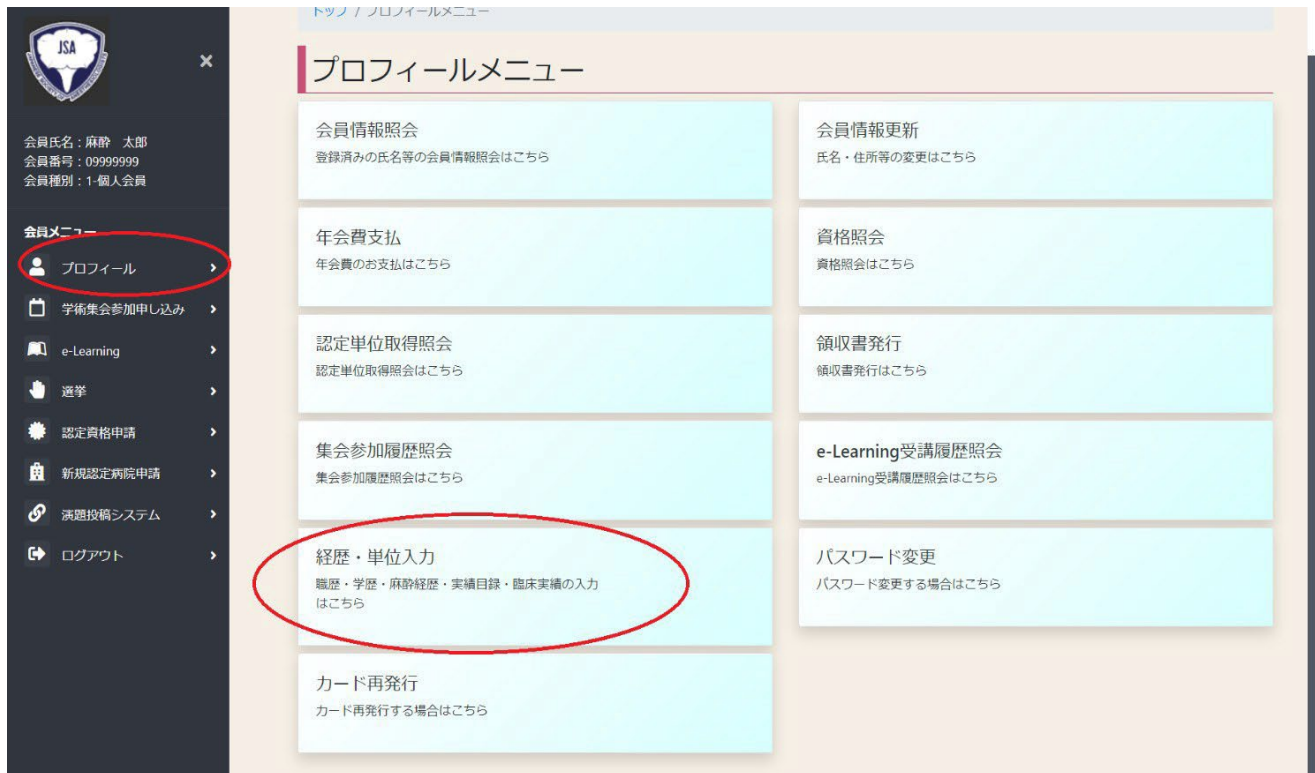 トップ / プロフィールメニュー
JSA
×
会員氏名：麻酔　太郎
会員番号：09999999
会員種別：1-個人会員
会員メニュー
プロフィール
学術集会参加申し込み
e-Learning
選挙
認定資格申請
新規認定病院申請
演題投稿システム
ログアウト
プロフィールメニュー
会員情報照会
登録済みの氏名等の会員情報照会はこちら
会員情報更新
氏名・住所等の変更はこちら
年会費支払
年会費のお支払はこちら
資格照会
資格照会はこちら
認定単位取得照会
認定単位取得照会はこちら
領収書発行
領収書発行はこちら
集会参加履歴照会
集会参加履歴照会はこちら
e-Learning受講履歴照会
e-Learning受講履歴照会はこちら
経歴・単位入力
職歴・学歴・麻酔経歴・実績目録・臨床実績の入力
はこちら
パスワード変更
パスワード変更する場合はこちら
カード再発行
カード再発行する場合はこちら